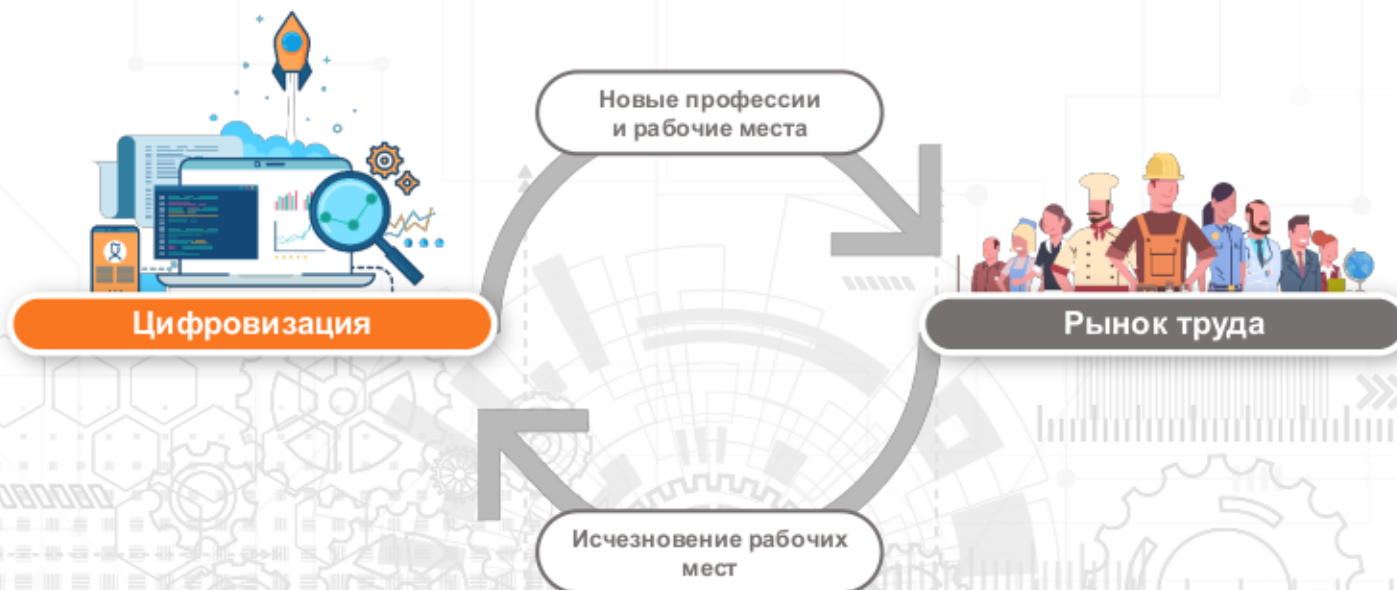 Новые профессии
и рабочие места
Цифровизация
Рынок труда
Исчезновение рабочих
мест